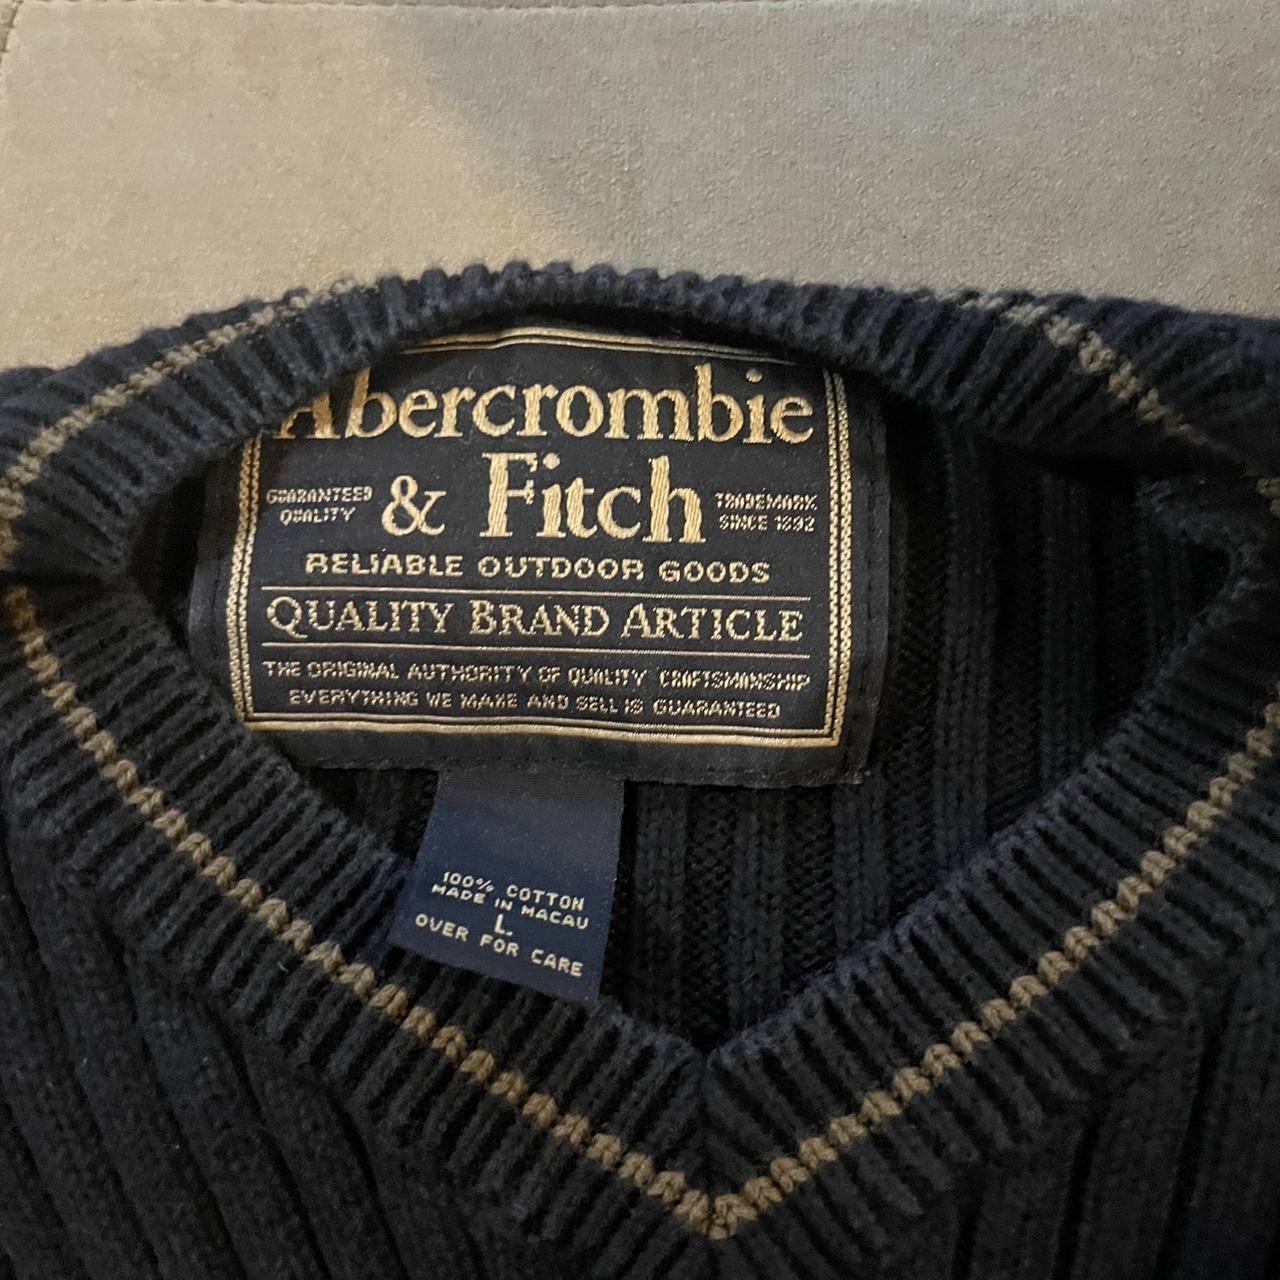 Abercrombie
& Fitch
GUARANTEED
QUALITY
TRADEMARK
SINCE 1892
RELIABLE OUTDOOR GOODS
QUALITY BRAND ARTICLE
THE ORIGINAL AUTHORITY OF QUALITY CRAFTSMANSHIP
EVERYTHING WE MAKE AND SELL IS GUARANTEED
100% COTTON
MADE IN MACAU
L
OVER FOR CARE